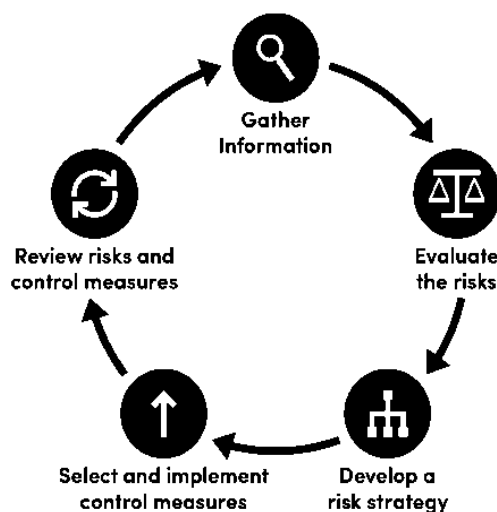 Gather
Information
Evaluate
the risks
Develop a
risk strategy
Select and implement
control measures
Review risks and
control measures